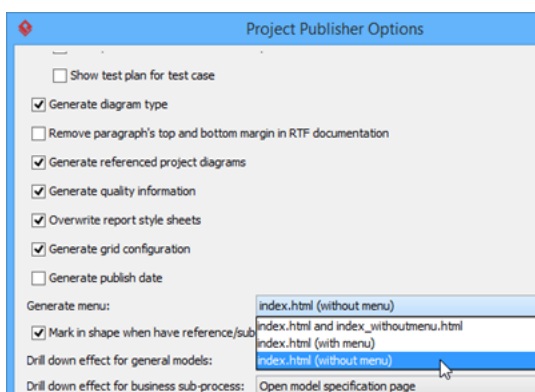 Project Publisher Options
Show test plan for test case
Generate diagram type
Remove paragraph's top and bottom margin in RTF documentation
Generate referenced project diagrams
Generate quality information
Overwrite report style sheets
Generate grid configuration
Generate publish date
Generate menu: index.html (without menu)
Mark in shape when have reference/sub
index.html and index_withoutmenu.html
index.html (with menu)
Drill down effect for general models: index.html (without menu)
Drill down effect for business sub-process: Open model specification page